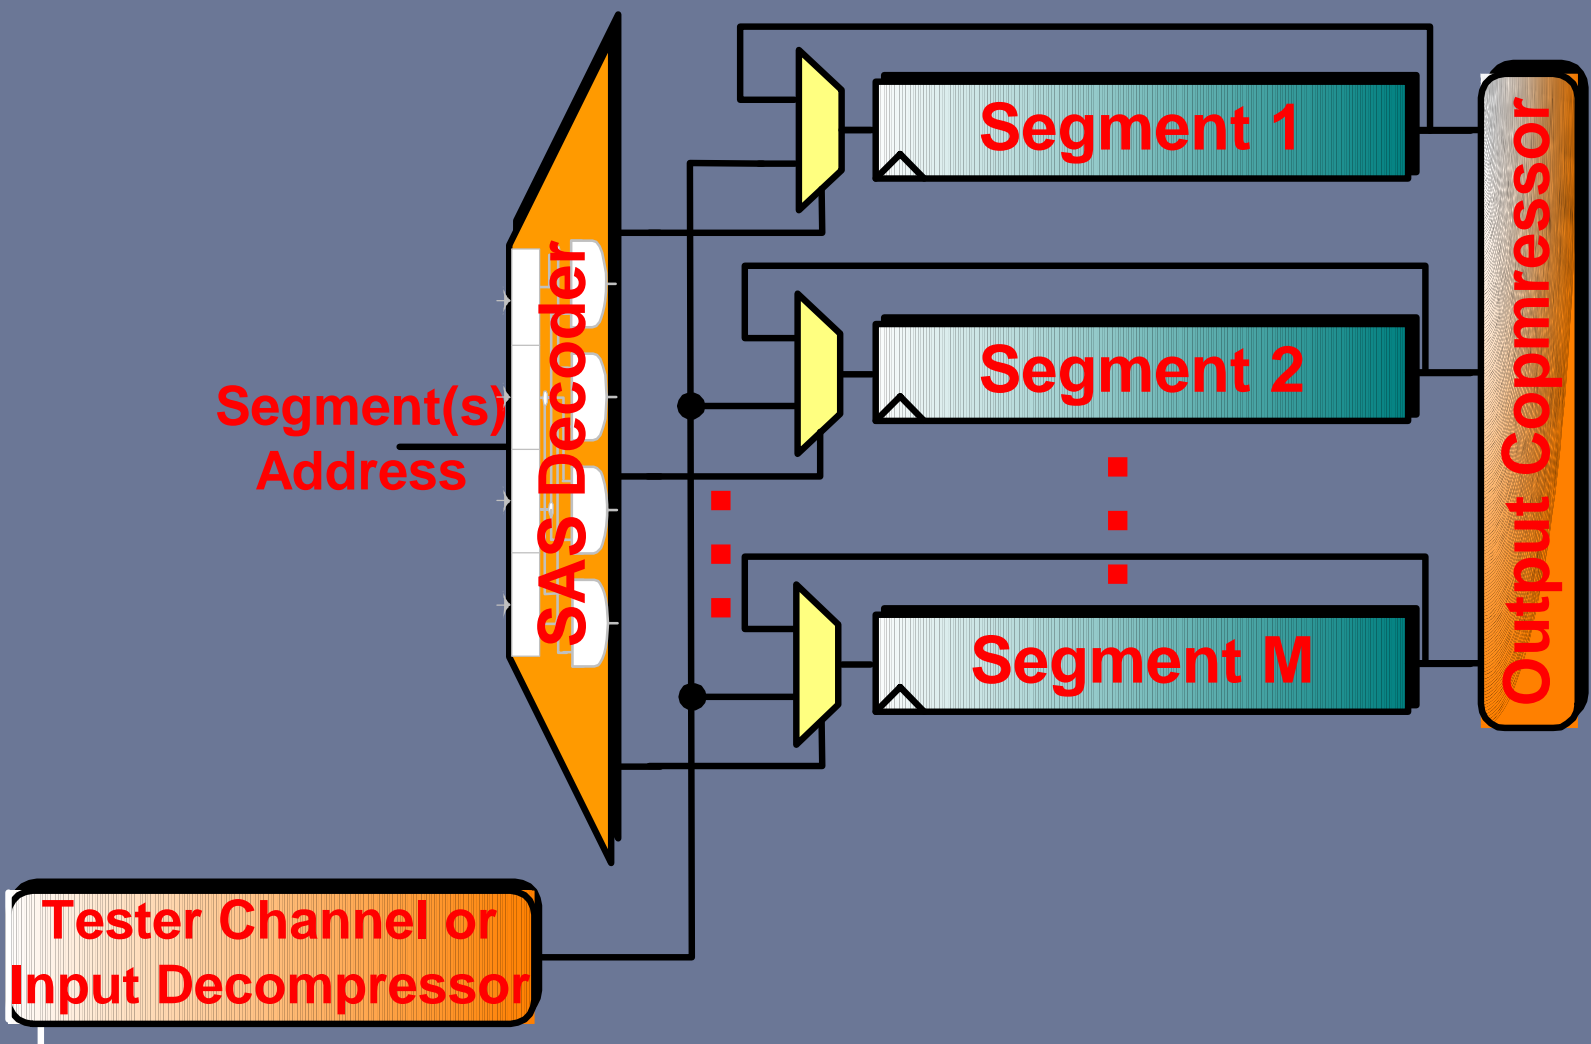 Segment 1
Segment 2
Segment M
Segment(s)
Address
SAS Decoder
Output Copmressor
Tester Channel or
Input Decompressor